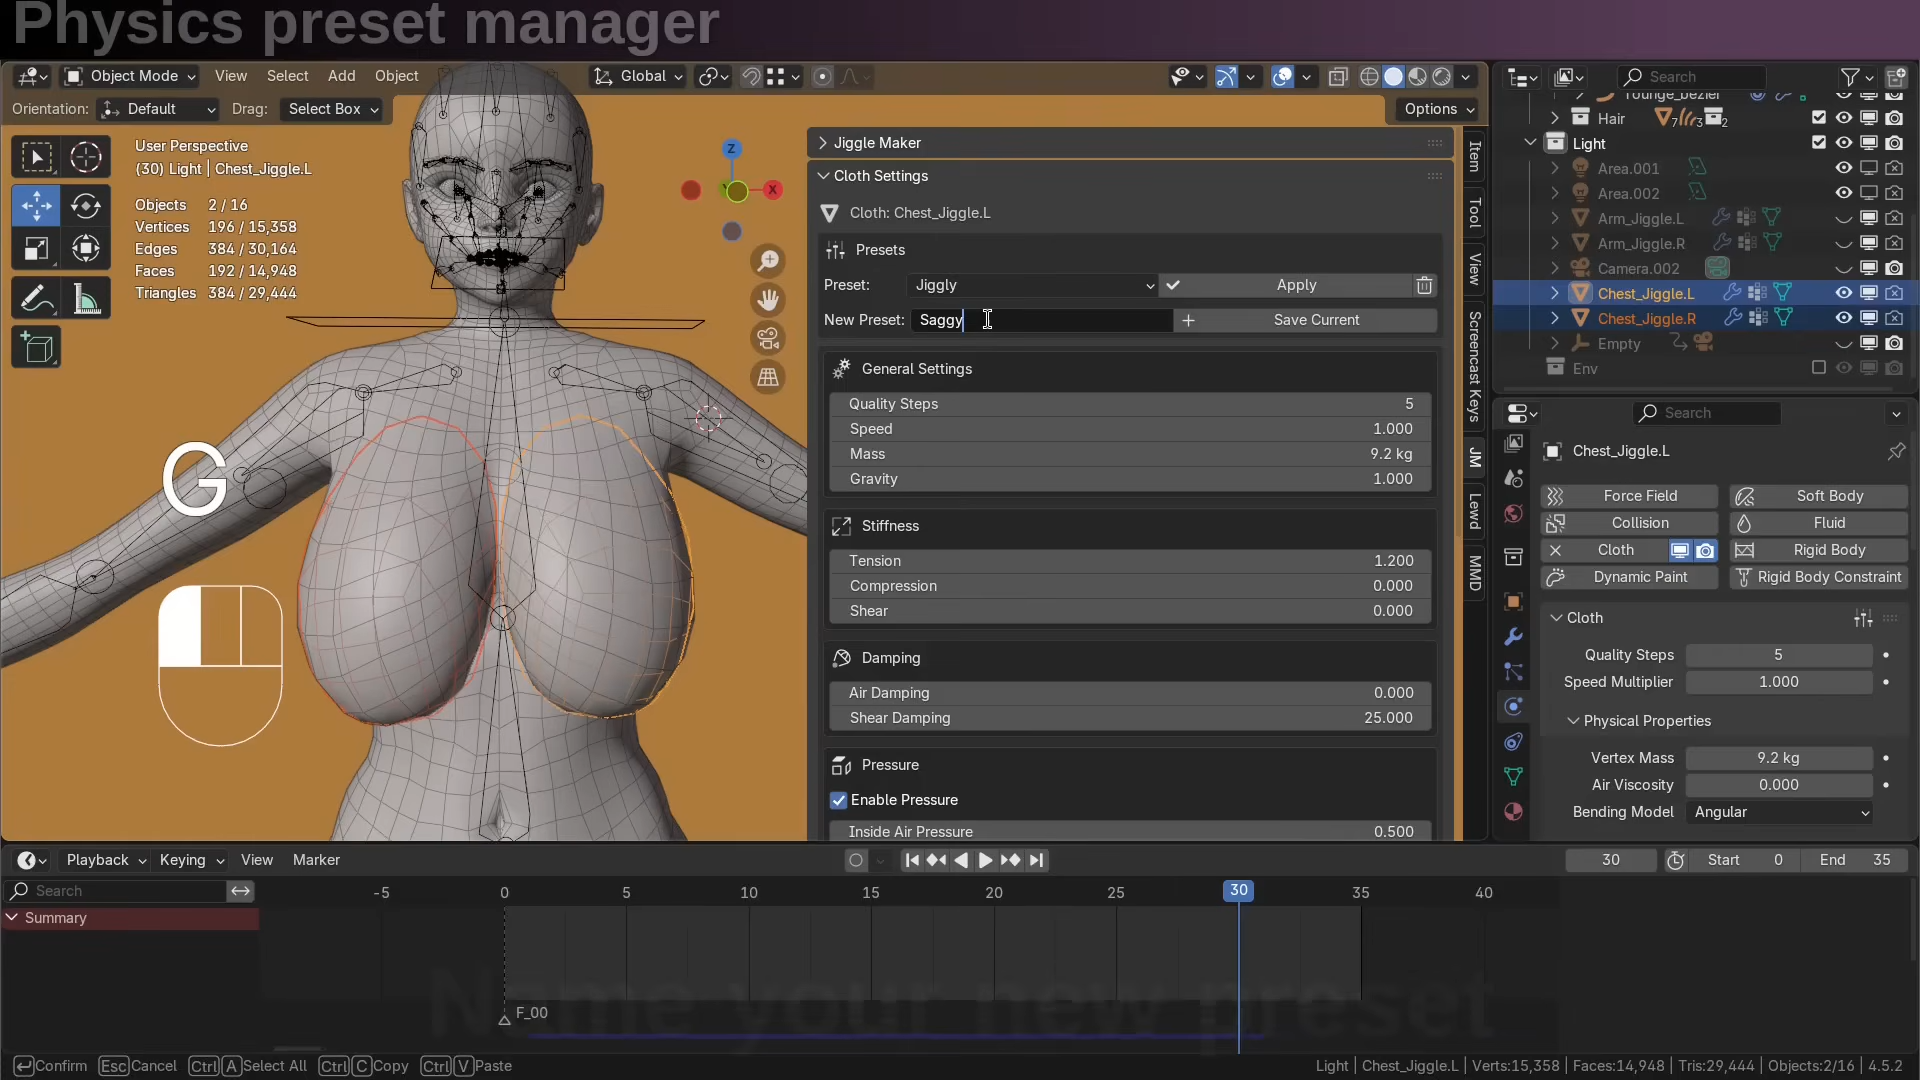 Physics preset manager
Object Mode View Select Add Object Global
Orientation: Default Drag: Select Box Options
User Perspective
(30) Light | Chest_Jiggle.L
Objects 2 / 16
Vertices 196 / 15,358
Edges 384 / 30,164
Faces 192 / 14,948
Triangles 384 / 29,444
Z
X
G
Jiggle Maker
Cloth Settings
Cloth: Chest_Jiggle.L
Presets
Preset: Jiggly Apply
New Preset: Saggy Save Current
General Settings
Quality Steps 5
Speed 1.000
Mass 9.2 kg
Gravity 1.000
Stiffness
Tension 1.200
Compression 0.000
Shear 0.000
Damping
Air Damping 0.000
Shear Damping 25.000
Pressure
Enable Pressure
Inside Air Pressure 0.500
Item
Tool
View
Screencast Keys
JM
Lewd
MMD
Search
Younge_bezier
Hair 7 3 2
Light
Area.001
Area.002
Arm_Jiggle.L
Arm_Jiggle.R
Camera.002
Chest_Jiggle.L
Chest_Jiggle.R
Empty
Env
Search
Chest_Jiggle.L
Force Field Soft Body
Collision Fluid
Cloth Rigid Body
Dynamic Paint Rigid Body Constraint
Cloth
Quality Steps 5
Speed Multiplier 1.000
Physical Properties
Vertex Mass 9.2 kg
Air Viscosity 0.000
Bending Model Angular
Playback Keying View Marker 30 Start 0 End 35
Search -5 0 5 10 15 20 25 30 35 40
Summary
Name your new preset
F_00
Confirm Esc Cancel Ctrl A Select All Ctrl C Copy Ctrl V Paste
Light | Chest_Jiggle.L | Verts:15,358 | Faces:14,948 | Tris:29,444 | Objects:2/16 | 4.5.2